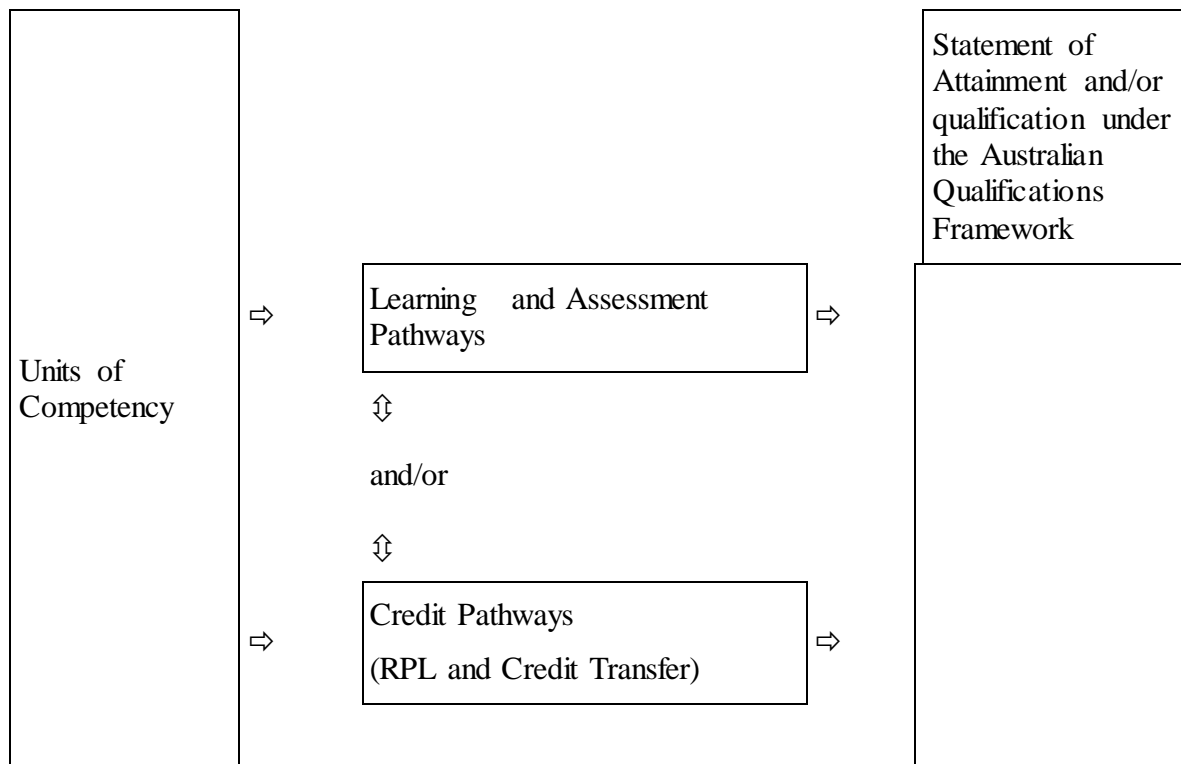 Units of
Competency
⇨
Learning and Assessment
Pathways
⇨
⇳
and/or
⇳
⇨
Credit Pathways
(RPL and Credit Transfer)
⇨
Statement of
Attainment and/or
qualification under
the Australian
Qualifications
Framework